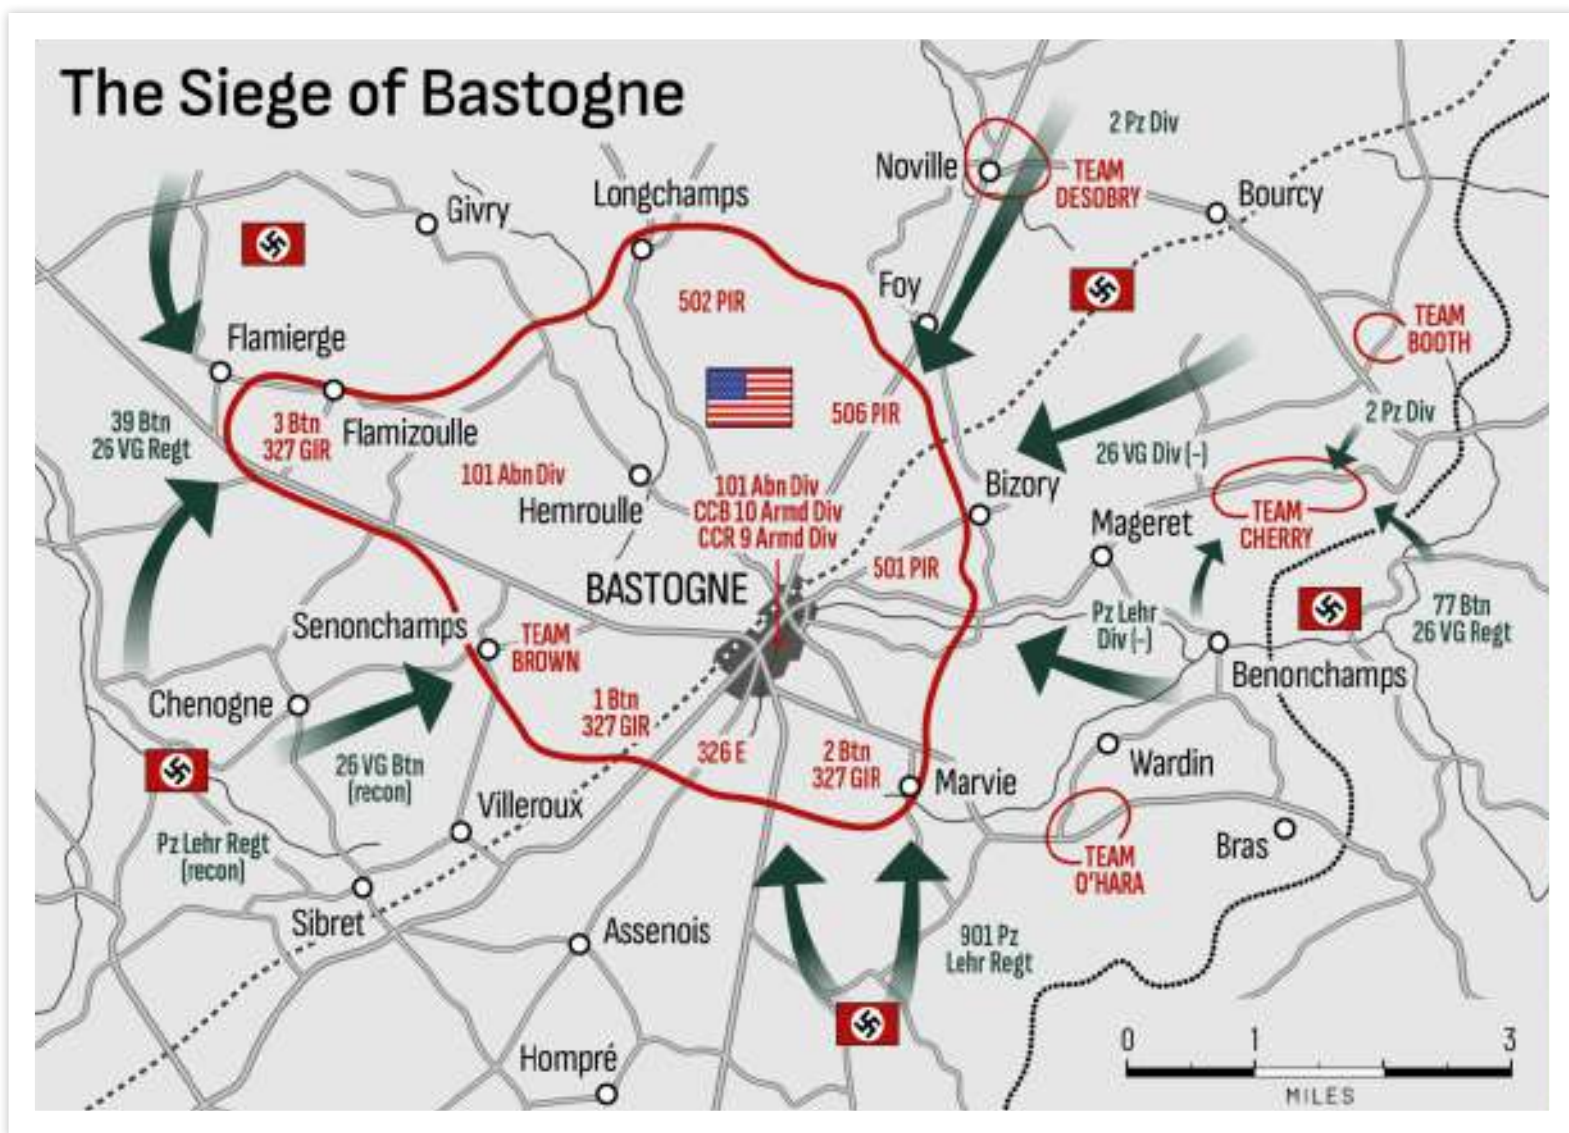 The Siege of Bastogne
2 Pz Div
Noville
TEAM
DESOBRY
Bourcy
Longchamps
Givry
502 PIR
Foy
TEAM
BOOTH
Flamierge
39 Btn
26 VG Regt
3 Btn
327 GIR
Flamizoulle
506 PIR
2 Pz Div
26 VG Div (-)
101 Abn Div
Hemroulle
101 Abn Div
CCB 10 Armd Div
CCR 9 Armd Div
Bizory
Mageret
TEAM
CHERRY
BASTOGNE
501 PIR
Pz Lehr
Div (-)
77 Btn
26 VG Regt
Senonchamps
TEAM
BROWN
Benonchamps
Chenogne
1 Btn
327 GIR
326 E
2 Btn
327 GIR
Marvie
Wardin
26 VG Btn
(recon)
Villeroux
Pz Lehr Regt
(recon)
Bras
TEAM
O'HARA
Sibret
Assenois
901 Pz
Lehr Regt
Hompré
0 1 3
MILES